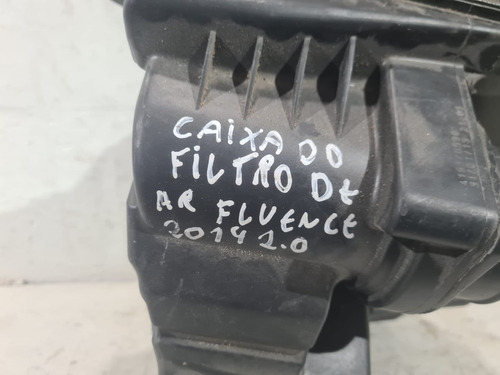 CAIXA DO
FILTRO DE
AR FLUENCE
2014 2.0